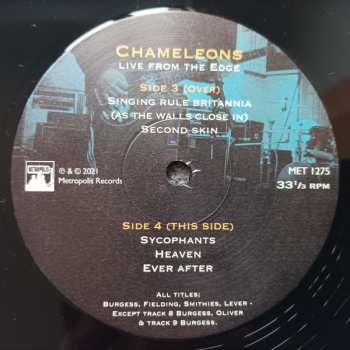 Chameleons
Live from the Edge
Side 3 (Over)
Singing Rule Britannia
(As the Walls Close In)
Second Skin
METROPOLIS
℗ & © 2021
Metropolis Records
MET 1275
33⅓ RPM
Side 4 (This Side)
Sycophants
Heaven
Ever After
All Titles;
Burgess, Fielding, Smithies, Lever -
Except track 8 Burgess, Oliver
& track 9 Burgess.